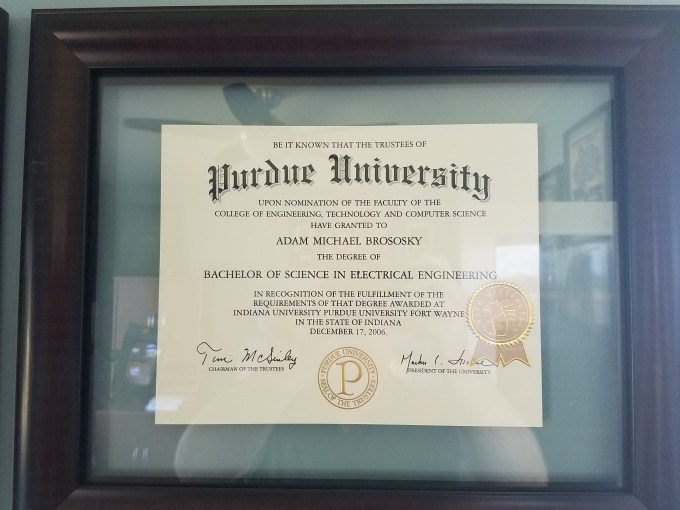 BE IT KNOWN THAT THE TRUSTEES OF
Purdue University
UPON NOMINATION OF THE FACULTY OF THE
COLLEGE OF ENGINEERING, TECHNOLOGY AND COMPUTER SCIENCE
HAVE GRANTED TO
ADAM MICHAEL BROSOSKY
THE DEGREE OF
BACHELOR OF SCIENCE IN ELECTRICAL ENGINEERING
IN RECOGNITION OF THE FULFILLMENT OF THE
REQUIREMENTS OF THAT DEGREE AWARDED AT
INDIANA UNIVERSITY PURDUE UNIVERSITY FORT WAYNE
IN THE STATE OF INDIANA
DECEMBER 17, 2006.
CHAIRMAN OF THE TRUSTEES
PURDUE UNIVERSITY
P
SEAL OF THE TRUSTEES
PRESIDENT OF THE UNIVERSITY